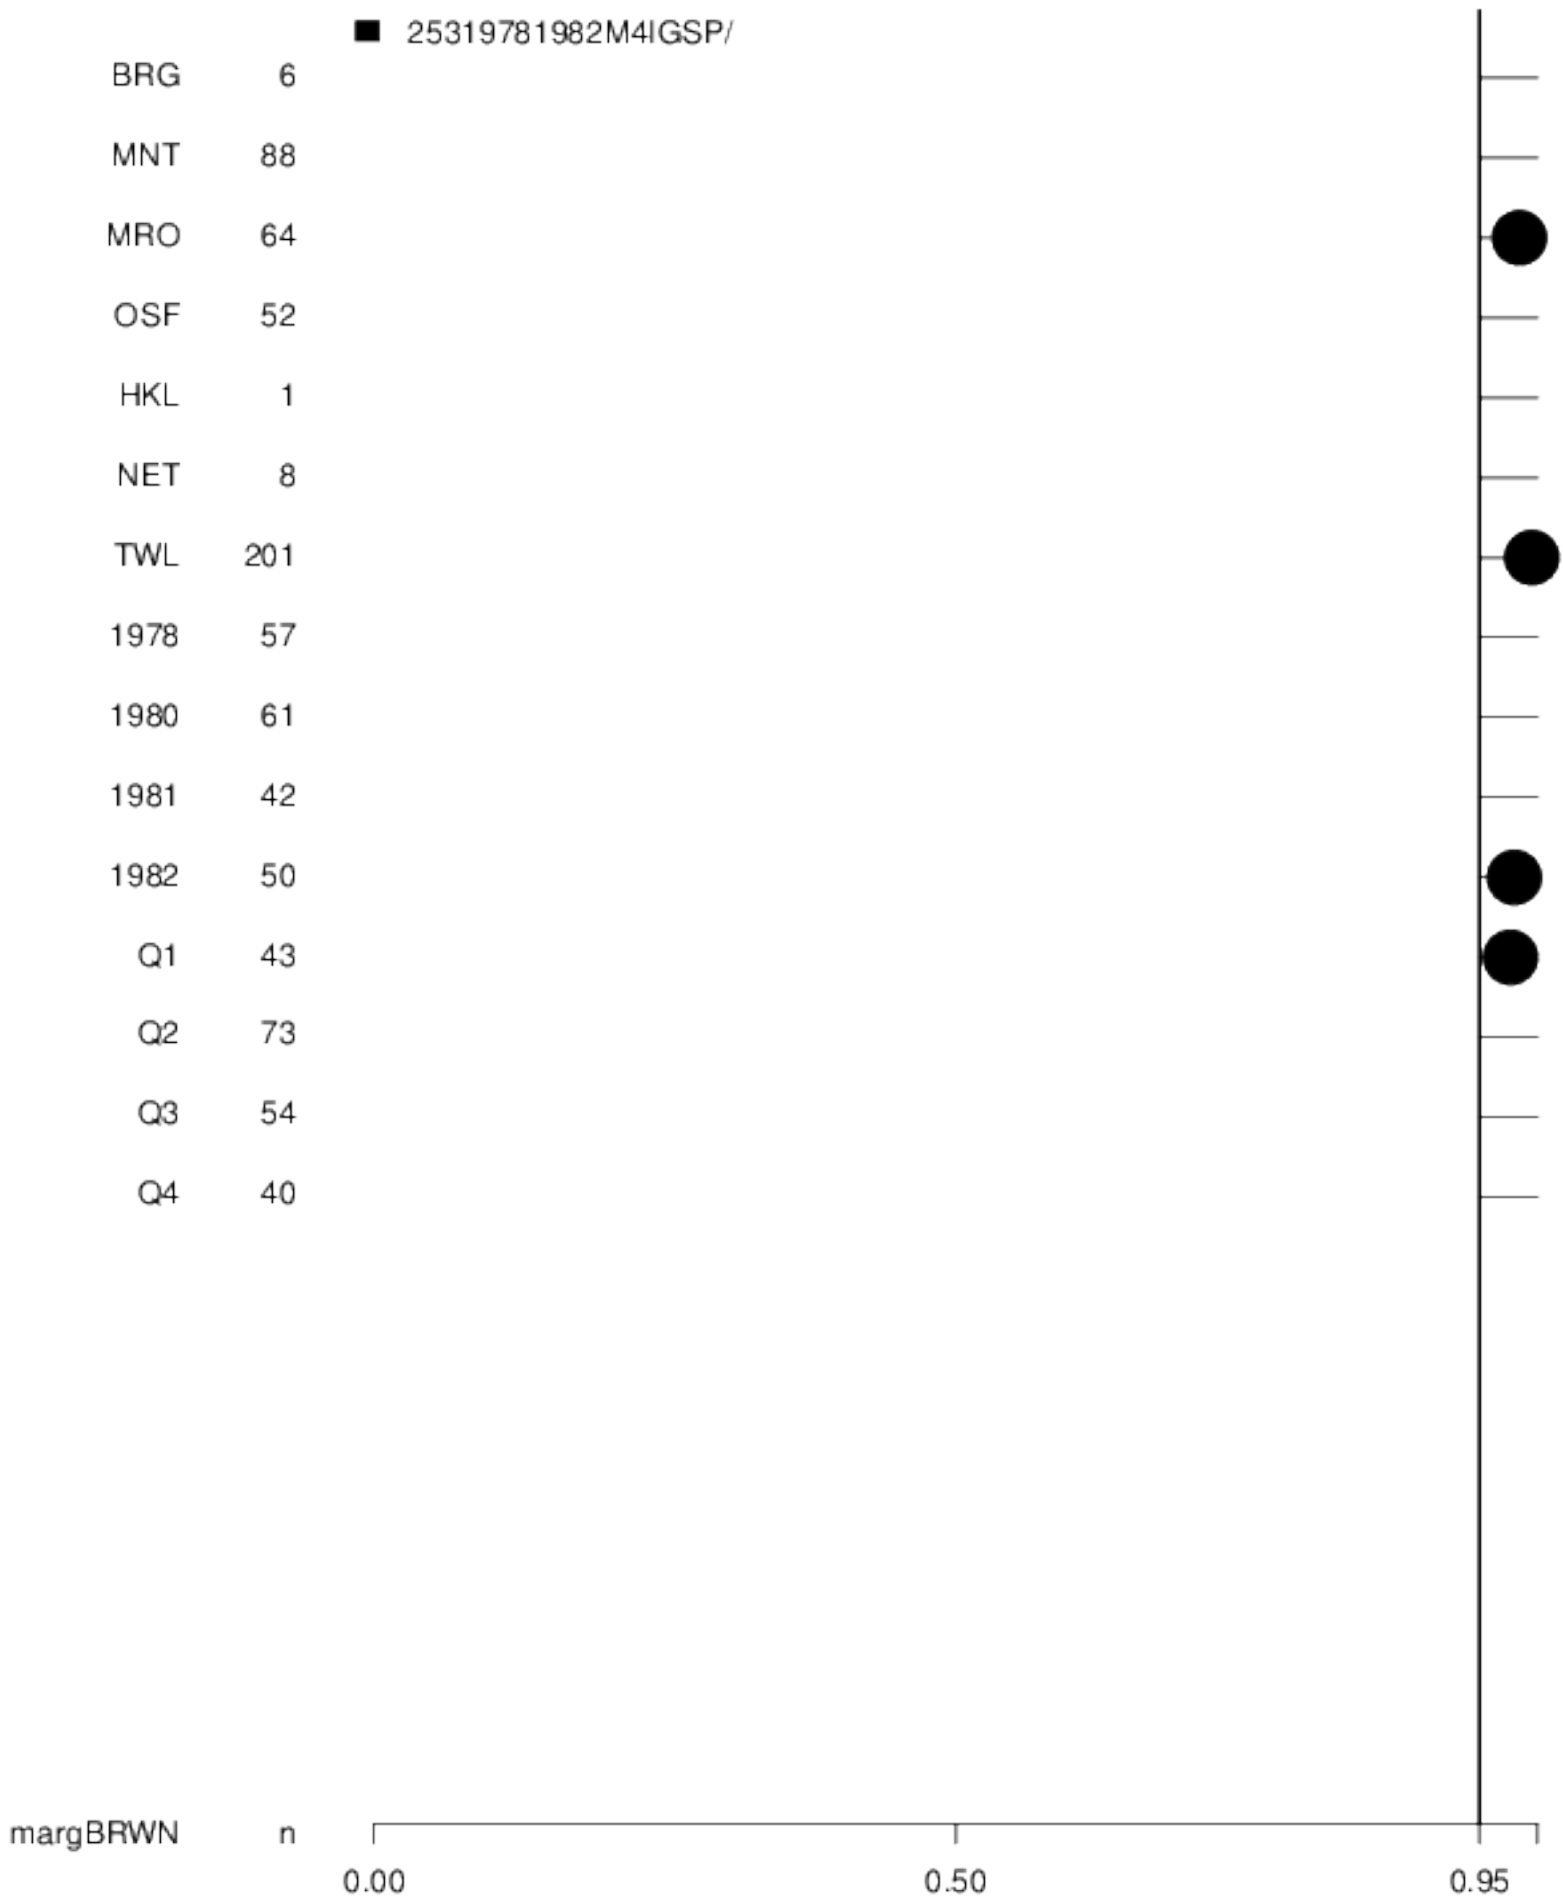 25319781982M4IGSP/
BRG 6
MNT 88
MRO 64
OSF 52
HKL 1
NET 8
TWL 201
1978 57
1980 61
1981 42
1982 50
Q1 43
Q2 73
Q3 54
Q4 40
margBRWN n
0.00 0.50 0.95